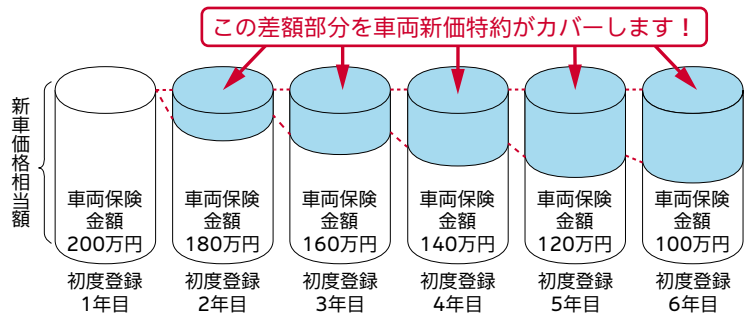 この差額部分を車両新価特約がカバーします！
新車価格相当額
車両保険
金額
200万円
初度登録
1年目
車両保険
金額
180万円
初度登録
2年目
車両保険
金額
160万円
初度登録
3年目
車両保険
金額
140万円
初度登録
4年目
車両保険
金額
120万円
初度登録
5年目
車両保険
金額
100万円
初度登録
6年目